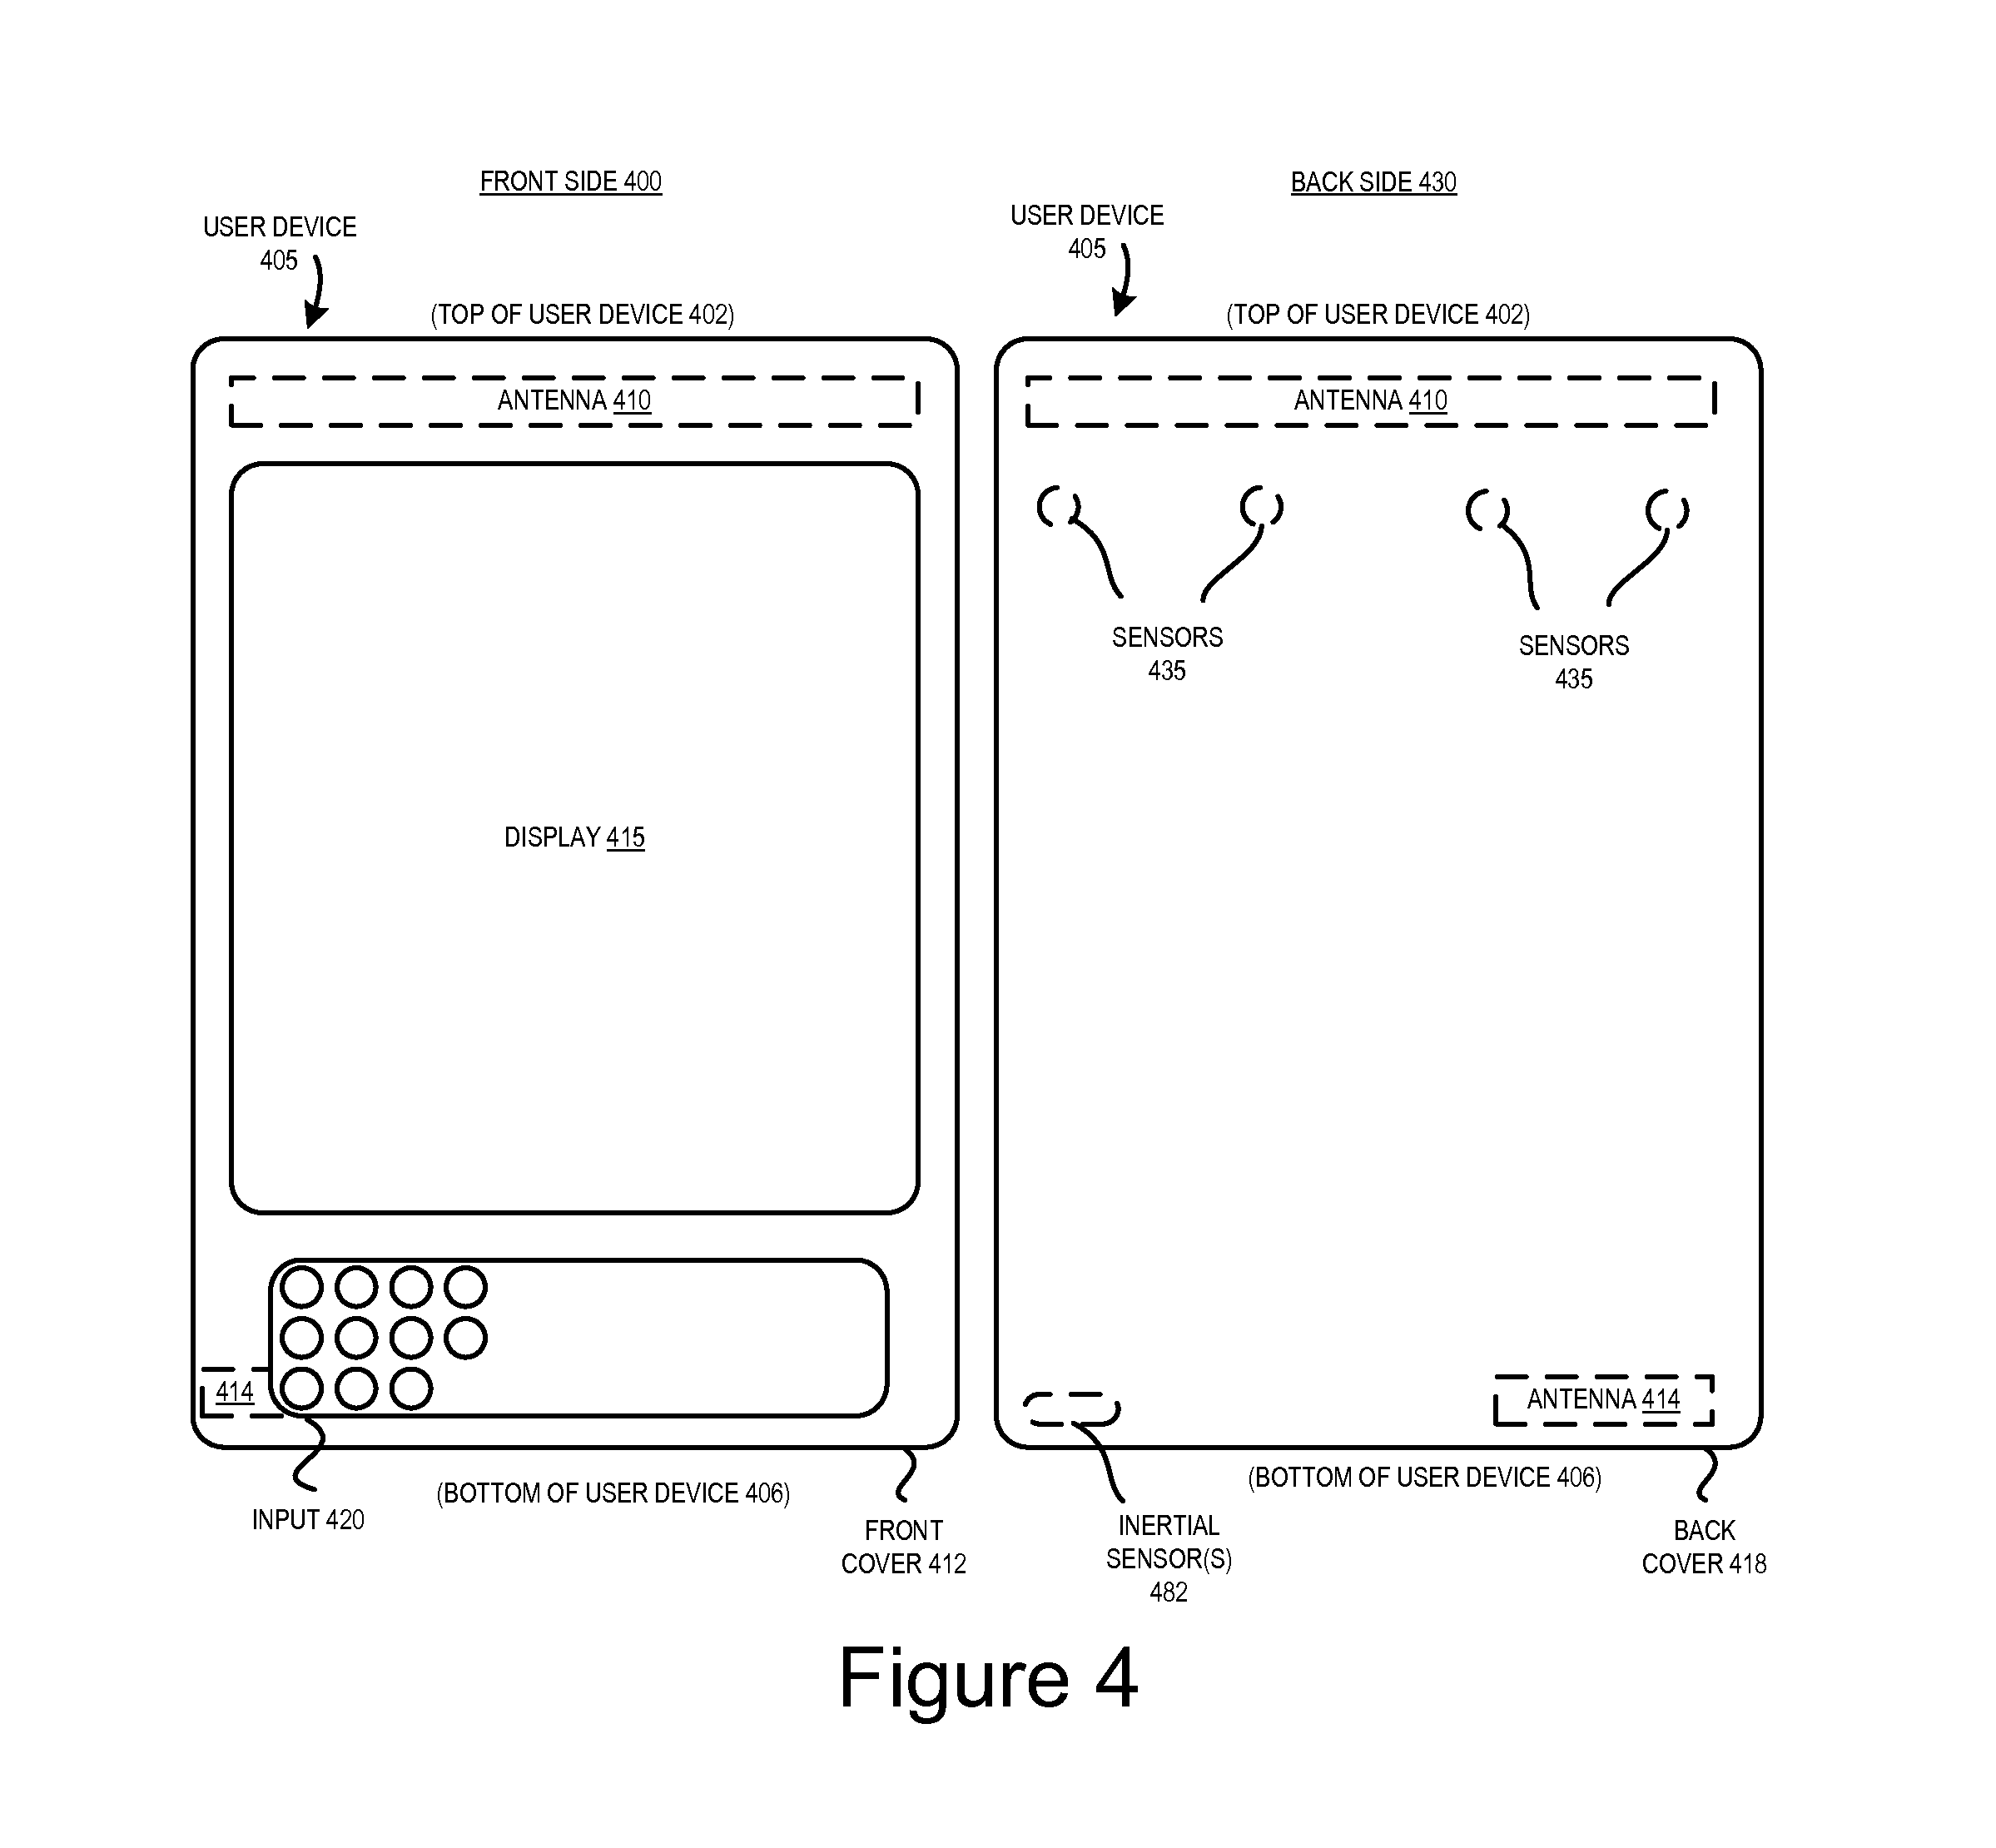 FRONT SIDE 400
USER DEVICE
405
(TOP OF USER DEVICE 402)
ANTENNA 410
DISPLAY 415
414
INPUT 420
(BOTTOM OF USER DEVICE 406)
FRONT
COVER 412
BACK SIDE 430
USER DEVICE
405
(TOP OF USER DEVICE 402)
ANTENNA 410
SENSORS
435
SENSORS
435
ANTENNA 414
(BOTTOM OF USER DEVICE 406)
INERTIAL
SENSOR(S)
482
BACK
COVER 418
Figure 4